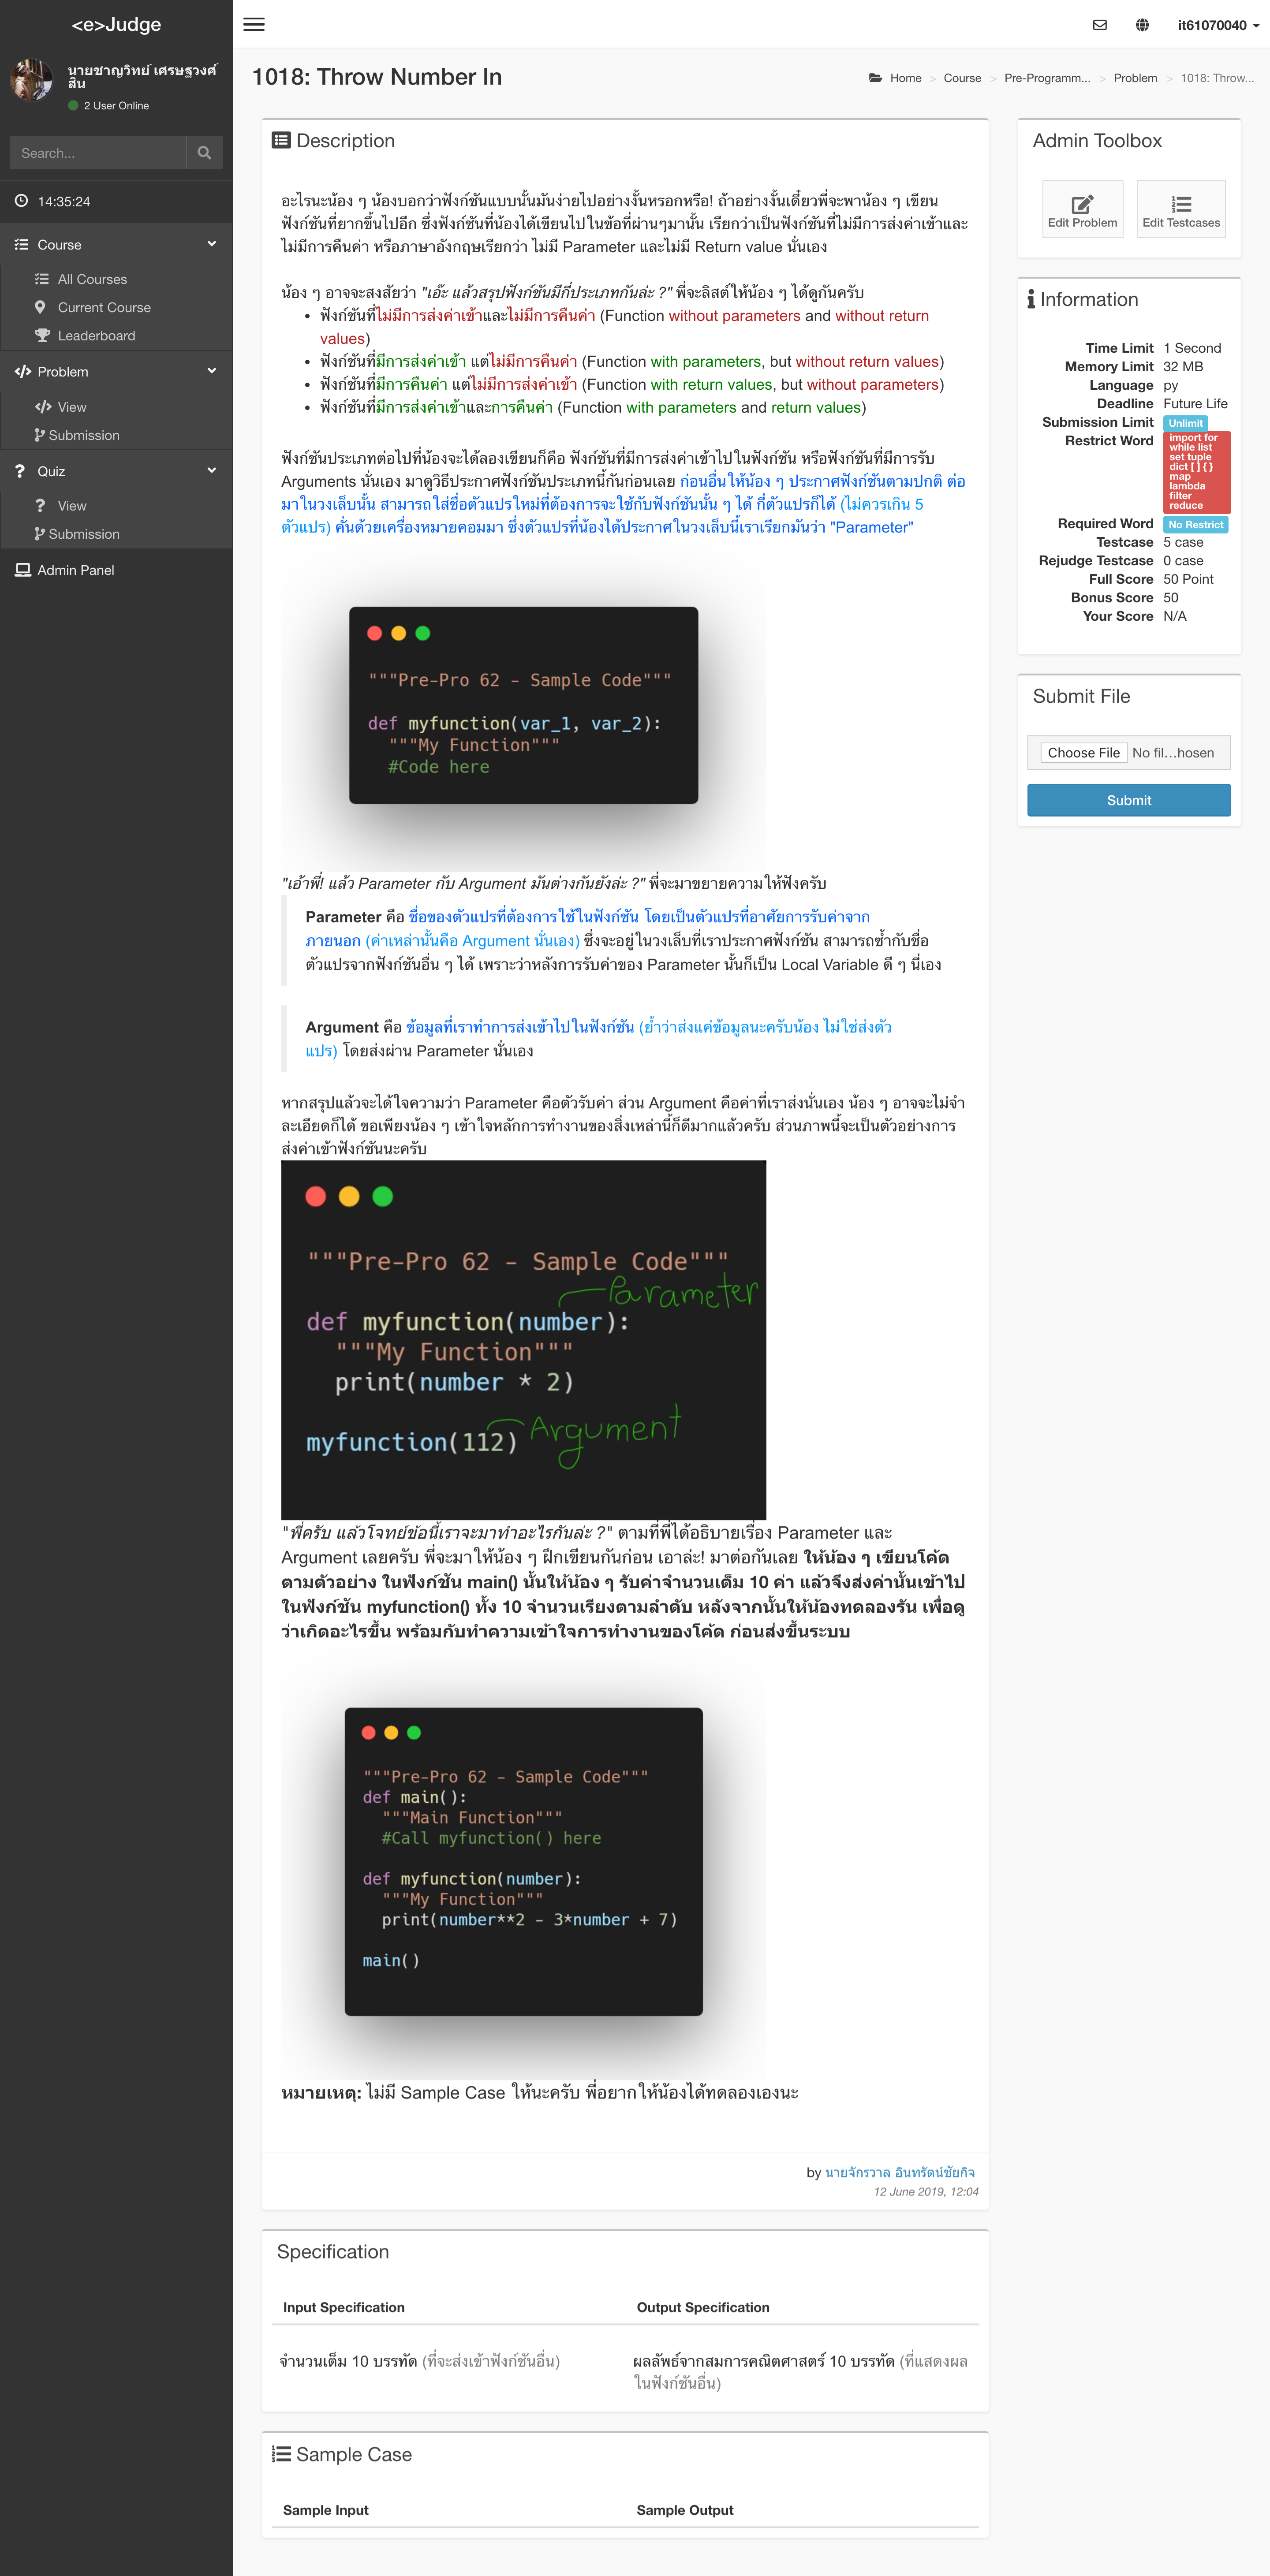 <e>Judge
it61070040
นายชาญวิทย์ เศรษฐวงศ์
สิน
2 User Online
Search...
14:35:24
Course
All Courses
Current Course
Leaderboard
Problem
View
Submission
Quiz
View
Submission
Admin Panel
1018: Throw Number In
Home > Course > Pre-Programm... > Problem > 1018: Throw...
Description
อะไรนะน้อง ๆ น้องบอกว่าฟังก์ชันแบบนั้นมันง่ายไปอย่างงั้นหรอกหรือ! ถ้าอย่างงั้นเดี๋ยวพี่จะพาน้อง ๆ เขียน
ฟังก์ชันที่ยากขึ้นไปอีก ซึ่งฟังก์ชันที่น้องได้เขียนไปในข้อที่ผ่านๆมานั้น เรียกว่าเป็นฟังก์ชันที่ไม่มีการส่งค่าเข้าและ
ไม่มีการคืนค่า หรือภาษาอังกฤษเรียกว่า ไม่มี Parameter และไม่มี Return value นั่นเอง
น้อง ๆ อาจจะสงสัยว่า "เอ๊ะ แล้วสรุปฟังก์ชันมีกี่ประเภทกันล่ะ ?" พี่จะลิสต์ให้น้อง ๆ ได้ดูกันครับ
• ฟังก์ชันที่ไม่มีการส่งค่าเข้าและไม่มีการคืนค่า (Function without parameters and without return
values)
• ฟังก์ชันที่มีการส่งค่าเข้า แต่ไม่มีการคืนค่า (Function with parameters, but without return values)
• ฟังก์ชันที่มีการคืนค่า แต่ไม่มีการส่งค่าเข้า (Function with return values, but without parameters)
• ฟังก์ชันที่มีการส่งค่าเข้าและการคืนค่า (Function with parameters and return values)
ฟังก์ชันประเภทต่อไปที่น้องจะได้ลองเขียนก็คือ ฟังก์ชันที่มีการส่งค่าเข้าไปในฟังก์ชัน หรือฟังก์ชันที่มีการรับ
Arguments นั่นเอง มาดูวิธีประกาศฟังก์ชันประเภทนี้กันก่อนเลย ก่อนอื่นให้น้อง ๆ ประกาศฟังก์ชันตามปกติ ต่อ
มาในวงเล็บนั้น สามารถใส่ชื่อตัวแปรใหม่ที่ต้องการจะใช้กับฟังก์ชันนั้น ๆ ได้ กี่ตัวแปรก็ได้ (ไม่ควรเกิน 5
ตัวแปร) คั่นด้วยเครื่องหมายคอมมา ซึ่งตัวแปรที่น้องได้ประกาศในวงเล็บนี้เราเรียกมันว่า "Parameter"
"""Pre-Pro 62 - Sample Code"""
def myfunction(var_1, var_2):
"""My Function"""
#Code here
"เอ้าพี่! แล้ว Parameter กับ Argument มันต่างกันยังล่ะ ?" พี่จะมาขยายความให้ฟังครับ
Parameter คือ ชื่อของตัวแปรที่ต้องการใช้ในฟังก์ชัน โดยเป็นตัวแปรที่อาศัยการรับค่าจาก
ภายนอก (ค่าเหล่านั้นคือ Argument นั่นเอง) ซึ่งจะอยู่ในวงเล็บที่เราประกาศฟังก์ชัน สามารถซ้ำกับชื่อ
ตัวแปรจากฟังก์ชันอื่น ๆ ได้ เพราะว่าหลังการรับค่าของ Parameter นั้นก็เป็น Local Variable ดี ๆ นี่เอง
Argument คือ ข้อมูลที่เราทำการส่งเข้าไปในฟังก์ชัน (ย้ำว่าส่งแค่ข้อมูลนะครับน้อง ไม่ใช่ส่งตัว
แปร) โดยส่งผ่าน Parameter นั่นเอง
หากสรุปแล้วจะได้ใจความว่า Parameter คือตัวรับค่า ส่วน Argument คือค่าที่เราส่งนั่นเอง น้อง ๆ อาจจะไม่จำ
ละเอียดก็ได้ ขอเพียงน้อง ๆ เข้าใจหลักการทำงานของสิ่งเหล่านี้ก็ดีมากแล้วครับ ส่วนภาพนี้จะเป็นตัวอย่างการ
ส่งค่าเข้าฟังก์ชันนะครับ
"""Pre-Pro 62 - Sample Code"""
Parameter
def myfunction(number):
"""My Function"""
print(number * 2)
myfunction(112) Argument
"พี่ครับ แล้วโจทย์ข้อนี้เราจะมาทำอะไรกันล่ะ ?" ตามที่พี่ได้อธิบายเรื่อง Parameter และ
Argument เลยครับ พี่จะมาให้น้อง ๆ ฝึกเขียนกันก่อน เอาล่ะ! มาต่อกันเลย ให้น้อง ๆ เขียนโค้ด
ตามตัวอย่าง ในฟังก์ชัน main() นั้นให้น้อง ๆ รับค่าจำนวนเต็ม 10 ค่า แล้วจึงส่งค่านั้นเข้าไป
ในฟังก์ชัน myfunction() ทั้ง 10 จำนวนเรียงตามลำดับ หลังจากนั้นให้น้องทดลองรัน เพื่อดู
ว่าเกิดอะไรขึ้น พร้อมกับทำความเข้าใจการทำงานของโค้ด ก่อนส่งขึ้นระบบ
"""Pre-Pro 62 - Sample Code"""
def main():
"""Main Function"""
#Call myfunction() here
def myfunction(number):
"""My Function"""
print(number**2 - 3*number + 7)
main()
หมายเหตุ: ไม่มี Sample Case ให้นะครับ พี่อยากให้น้องได้ทดลองเองนะ
by นายจักรวาล อินทรัตน์ชัยกิจ
12 June 2019, 12:04
Specification
Input Specification Output Specification
จำนวนเต็ม 10 บรรทัด (ที่จะส่งเข้าฟังก์ชันอื่น)
ผลลัพธ์จากสมการคณิตศาสตร์ 10 บรรทัด (ที่แสดงผล
ในฟังก์ชันอื่น)
Sample Case
Sample Input Sample Output
Admin Toolbox
Edit Problem Edit Testcases
Information
Time Limit 1 Second
Memory Limit 32 MB
Language py
Deadline Future Life
Submission Limit Unlimit
Restrict Word import for
while list
set tuple
dict [ ] { }
map
lambda
filter
reduce
Required Word No Restrict
Testcase 5 case
Rejudge Testcase 0 case
Full Score 50 Point
Bonus Score 50
Your Score N/A
Submit File
Choose File No fil…hosen
Submit